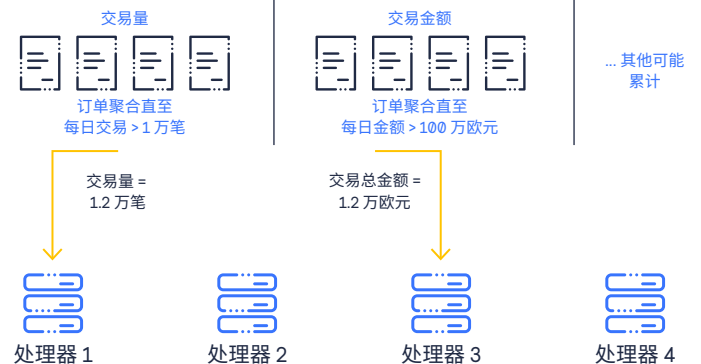 交易量
交易金额
... 其他可能
累计
订单聚合直至
每日交易 > 1 万笔
订单聚合直至
每日金额 > 100 万欧元
交易量 =
1.2 万笔
交易总金额 =
1.2 万欧元
处理器 1
处理器 2
处理器 3
处理器 4